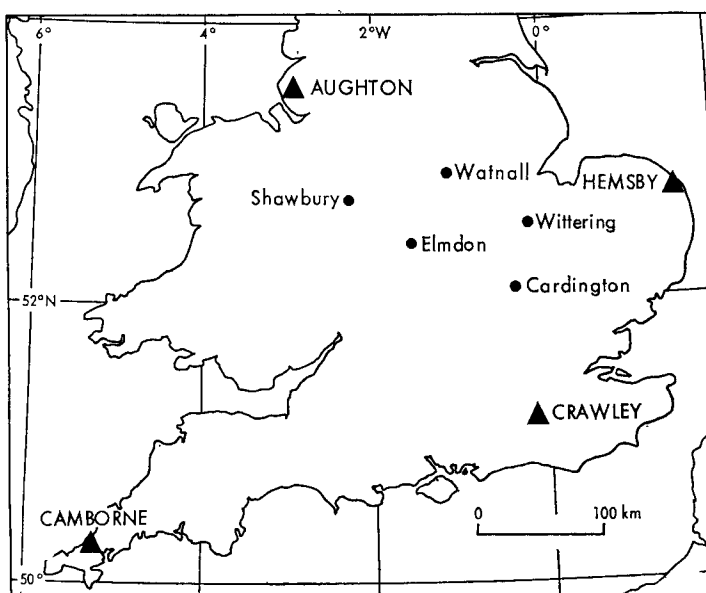 6° 4° 2°W 0°
AUGHTON
Watnall
HEMSBY
Shawbury
Wittering
Elmdon
Cardington
52°N
CRAWLEY
0 100 km
CAMBORNE
50°